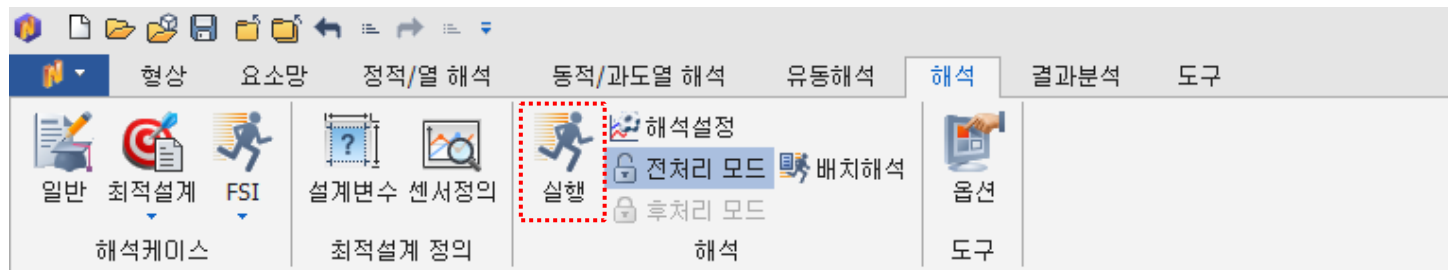 형상 요소망 정적/열 해석 동적/과도열 해석 유동해석 해석 결과분석 도구
일반 최적설계 FSI
해석케이스
설계변수 센서정의
최적설계 정의
실행
해석설정
전처리 모드
후처리 모드
배치해석
해석
옵션
도구